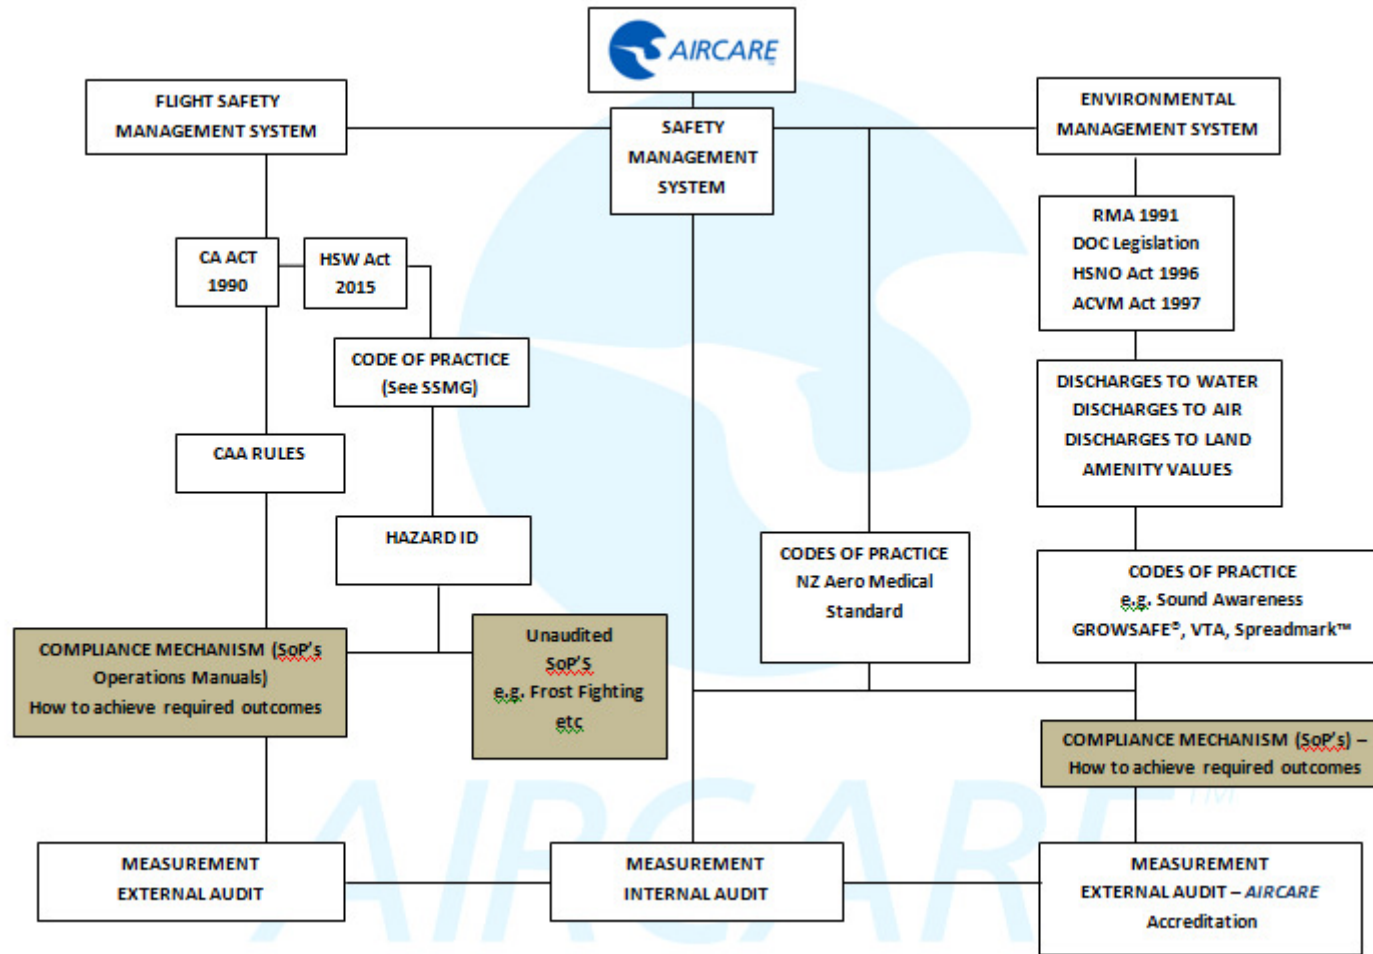 AIRCARE™
FLIGHT SAFETY
MANAGEMENT SYSTEM
SAFETY
MANAGEMENT
SYSTEM
ENVIRONMENTAL
MANAGEMENT SYSTEM
CA ACT
1990
HSW Act
2015
RMA 1991
DOC Legislation
HSNO Act 1996
ACVM Act 1997
CODE OF PRACTICE
(See SSMG)
DISCHARGES TO WATER
DISCHARGES TO AIR
DISCHARGES TO LAND
AMENITY VALUES
CAA RULES
HAZARD ID
CODES OF PRACTICE
NZ Aero Medical
Standard
CODES OF PRACTICE
e.g. Sound Awareness
GROWSAFE®, VTA, Spreadmark™
COMPLIANCE MECHANISM (SoP's
Operations Manuals)
How to achieve required outcomes
Unaudited
SoP'S
e.g. Frost Fighting
etc
COMPLIANCE MECHANISM (SoP's) –
How to achieve required outcomes
MEASUREMENT
EXTERNAL AUDIT
MEASUREMENT
INTERNAL AUDIT
MEASUREMENT
EXTERNAL AUDIT – AIRCARE
Accreditation
AIRCARE™